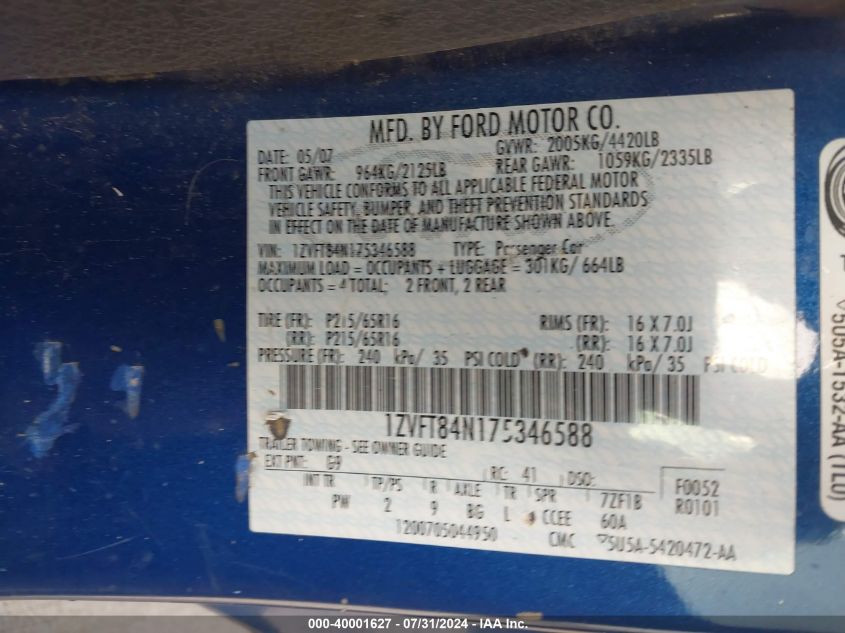 MFD. BY FORD MOTOR CO.
DATE: 05/07 GVWR: 2005KG/4420LB
FRONT GAWR: 964KG/2125LB REAR GAWR: 1059KG/2335LB
THIS VEHICLE CONFORMS TO ALL APPLICABLE FEDERAL MOTOR
VEHICLE SAFETY, BUMPER, AND THEFT PREVENTION STANDARDS
IN EFFECT ON THE DATE OF MANUFACTURE SHOWN ABOVE.
VIN: 1ZVFT84N175346588 TYPE: Passenger Car
MAXIMUM LOAD = OCCUPANTS + LUGGAGE = 301KG/ 664LB
OCCUPANTS = 4 TOTAL: 2 FRONT, 2 REAR
TIRE (FR): P215/65R16 RIMS (FR): 16 X 7.0J
(RR): P215/65R16 (RR): 16 X 7.0J
PRESSURE (FR): 240 kPa/ 35 PSI COLD (RR): 240 kPa/ 35 PSI COLD
1ZVFT84N175346588
TRAILER TOWING - SEE OWNER GUIDE
EXT PNT: G9 RC: 41 DSO: F0052
INT TR TP/PS R AXLE TR SPR 7ZF1B R0101
PW 2 9 BG L CCEE 60A
1200705044950 CMC 5U5A-5420472-AA
5U5A-1532-AA (TLU)
000-40001627 - 07/31/2024 - IAA Inc.